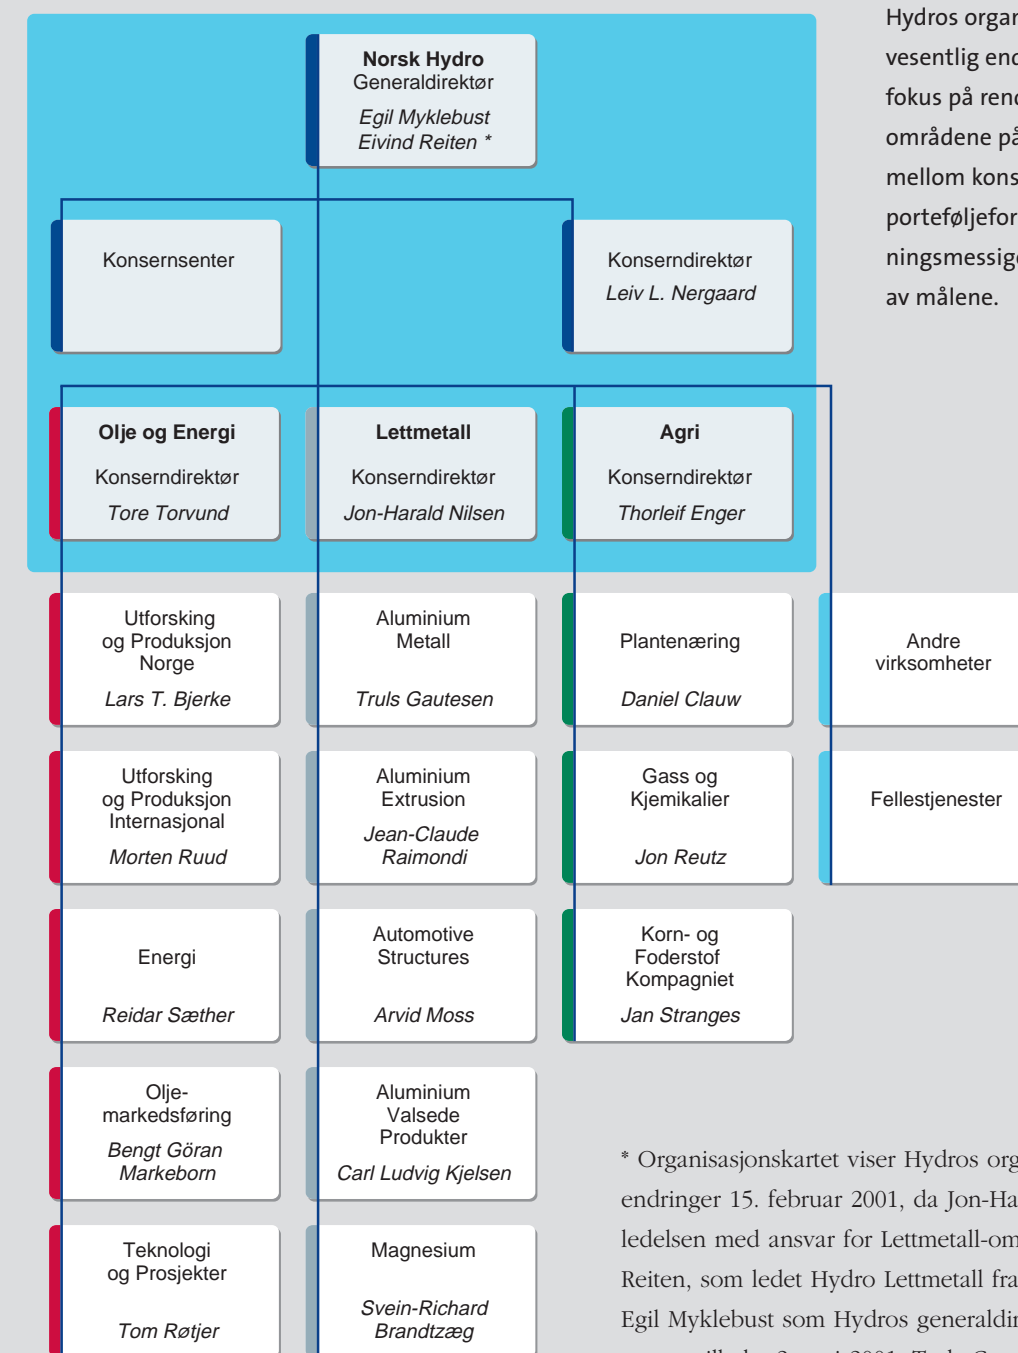 Norsk Hydro
Generaldirektør
Egil Myklebust
Eivind Reiten *
Konsernsenter
Konserndirektør
Leiv L. Nergaard
Olje og Energi
Konserndirektør
Tore Torvund
Lettmetall
Konserndirektør
Jon-Harald Nilsen
Agri
Konserndirektør
Thorleif Enger
Utforsking
og Produksjon
Norge
Lars T. Bjerke
Aluminium
Metall
Truls Gautesen
Plantenæring
Daniel Clauw
Andre
virksomheter
Utforsking
og Produksjon
Internasjonal
Morten Ruud
Aluminium
Extrusion
Jean-Claude
Raimondi
Gass og
Kjemikalier
Jon Reutz
Fellestjenester
Energi
Reidar Sæther
Automotive
Structures
Arvid Moss
Korn- og
Foderstof
Kompagniet
Jan Stranges
Olje-
markedsføring
Bengt Göran
Markeborn
Aluminium
Valsede
Produkter
Carl Ludvig Kjelsen
Teknologi
og Prosjekter
Tom Røtjer
Magnesium
Svein-Richard
Brandtzæg
Hydros organ
vesentlig end
fokus på rend
områdene på
mellom kons
porteføljefor
ningsmessige
av målene.
* Organisasjonskartet viser Hydros org
endringer 15. februar 2001, da Jon-Ha
ledelsen med ansvar for Lettmetall-om
Reiten, som ledet Hydro Lettmetall fra
Egil Myklebust som Hydros generaldir